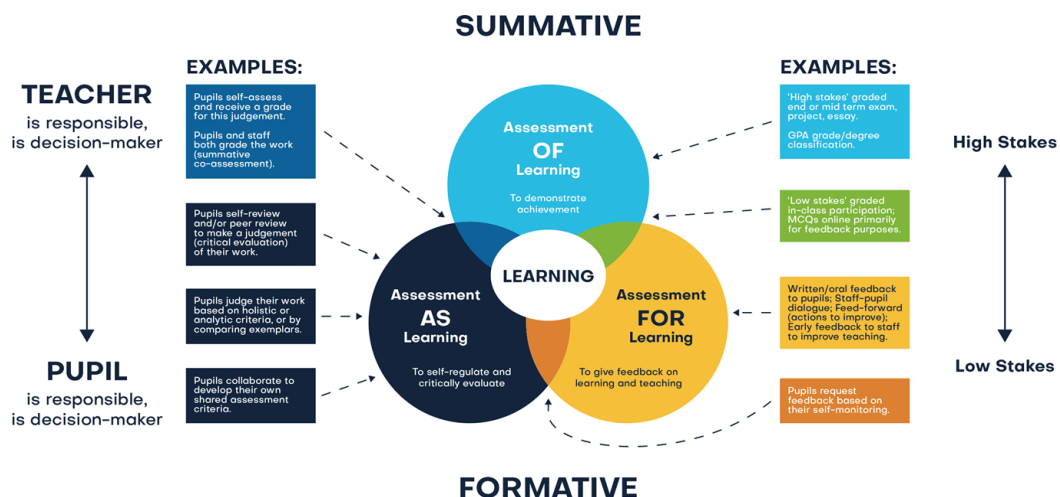 SUMMATIVE
TEACHER
is responsible,
is decision-maker
PUPIL
is responsible,
is decision-maker
EXAMPLES:
Pupils self-assess
and receive a grade
for this judgement.
Pupils and staff
both grade the work
(summative
co-assessment).
Pupils self-review
and/or peer review
to make a judgement
(critical evaluation)
of their work.
Pupils judge their work
based on holistic or
analytic criteria, or by
comparing exemplars.
Pupils collaborate to
develop their own
shared assessment
criteria.
Assessment
OF
Learning
To demonstrate
achievement
LEARNING
Assessment
AS
Learning
To self-regulate and
critically evaluate
Assessment
FOR
Learning
To give feedback on
learning and teaching
EXAMPLES:
'High stakes' graded
end or mid term exam,
project, essay.
GPA grade/degree
classification.
'Low stakes' graded
in-class participation;
MCQs online primarily
for feedback purposes.
Written/oral feedback
to pupils; Staff-pupil
dialogue; Feed-forward
(actions to improve);
Early feedback to staff
to improve teaching.
Pupils request
feedback based on
their self-monitoring.
High Stakes
Low Stakes
FORMATIVE